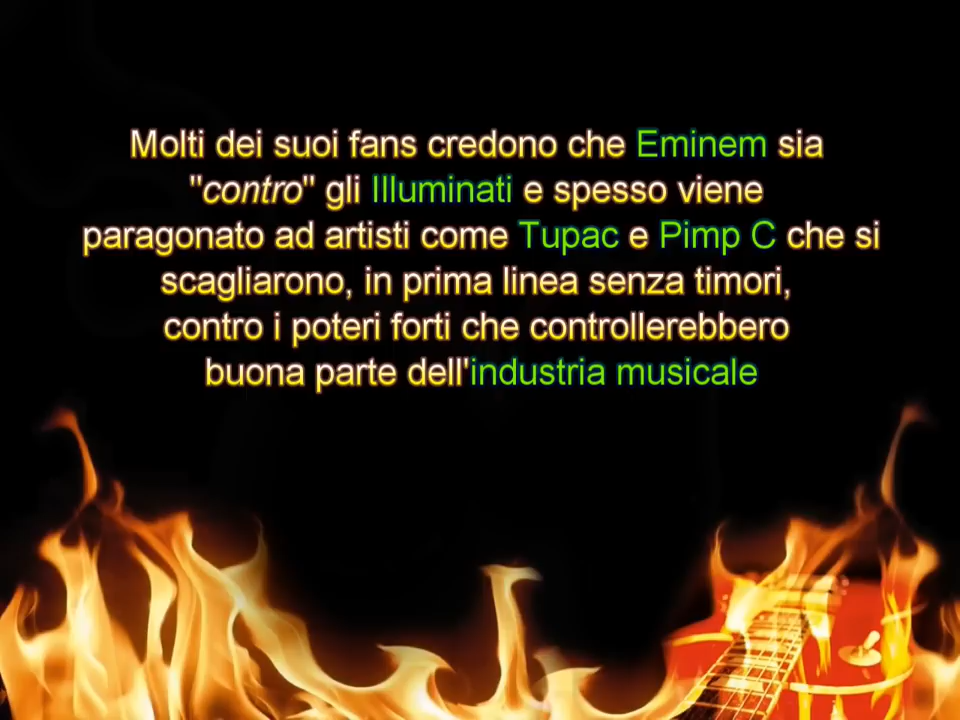 Molti dei suoi fans credono che Eminem sia
"contro" gli Illuminati e spesso viene
paragonato ad artisti come Tupac e Pimp C che si
scagliarono, in prima linea senza timori,
contro i poteri forti che controllerebbero
buona parte dell'industria musicale